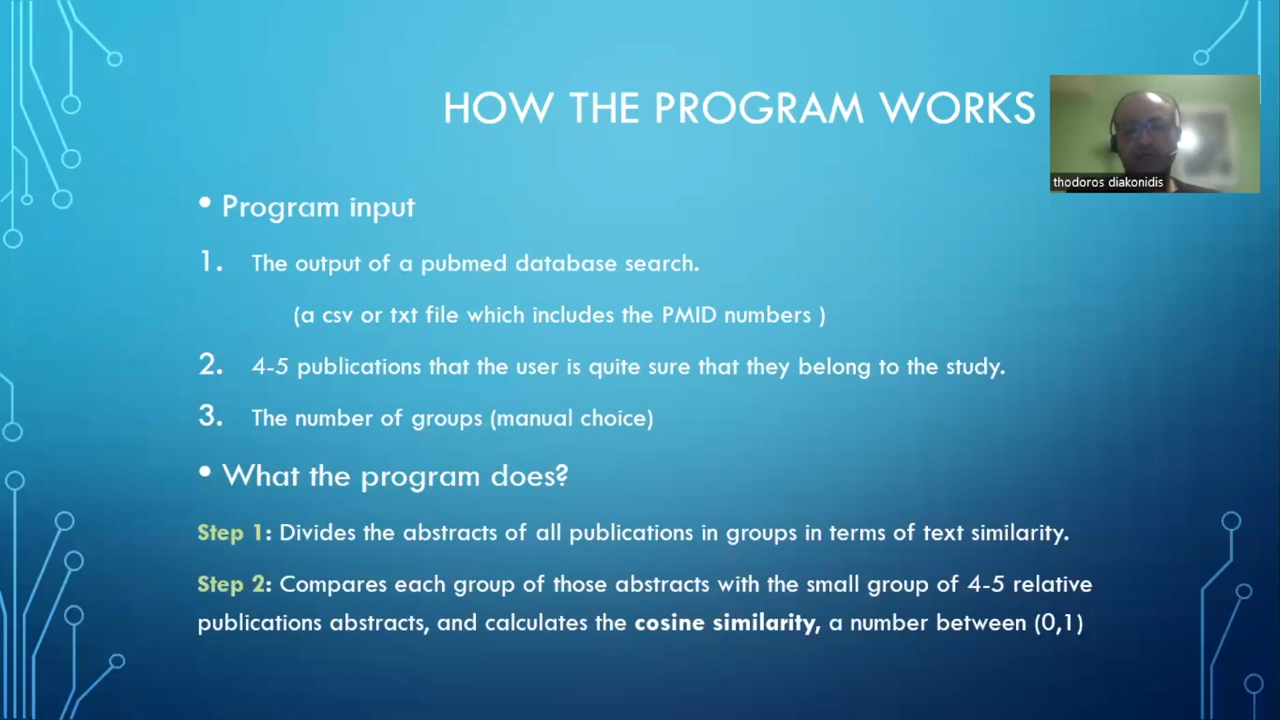 HOW THE PROGRAM WORKS
thodoros diakonidis
• Program input
1. The output of a pubmed database search.
(a csv or txt file which includes the PMID numbers )
2. 4-5 publications that the user is quite sure that they belong to the study.
3. The number of groups (manual choice)
• What the program does?
Step 1: Divides the abstracts of all publications in groups in terms of text similarity.
Step 2: Compares each group of those abstracts with the small group of 4-5 relative
publications abstracts, and calculates the cosine similarity, a number between (0,1)